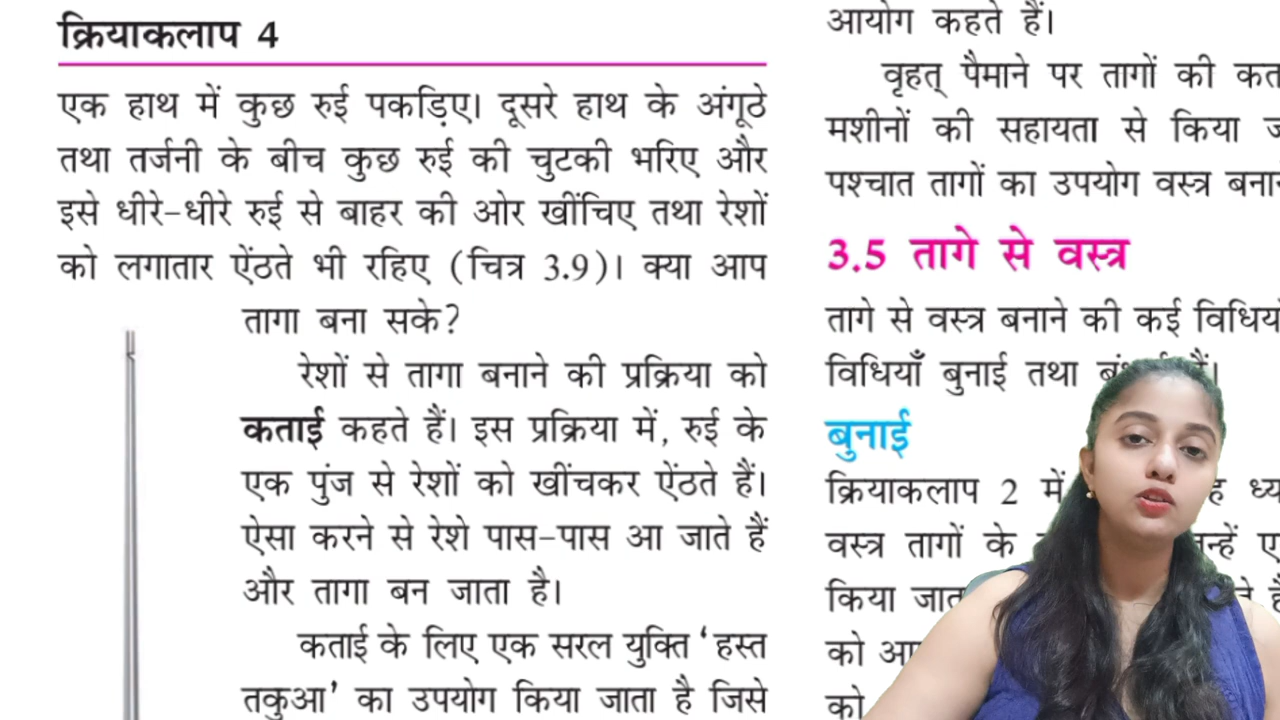 क्रियाकलाप 4
एक हाथ में कुछ रुई पकड़िए। दूसरे हाथ के अंगूठे
तथा तर्जनी के बीच कुछ रुई की चुटकी भरिए और
इसे धीरे-धीरे रुई से बाहर की ओर खींचिए तथा रेशों
को लगातार ऐंठते भी रहिए (चित्र 3.9)। क्या आप
तागा बना सके?
रेशों से तागा बनाने की प्रक्रिया को
कताई कहते हैं। इस प्रक्रिया में, रुई के
एक पुंज से रेशों को खींचकर ऐंठते हैं।
ऐसा करने से रेशे पास-पास आ जाते हैं
और तागा बन जाता है।
कताई के लिए एक सरल युक्ति ‘हस्त
तकुआ’ का उपयोग किया जाता है जिसे
आयोग कहते हैं।
वृहत् पैमाने पर तागों की
मशीनों की सहायता से किया
पश्चात तागों का उपयोग वस्त्र
3.5 तागे से वस्त्र
तागे से वस्त्र बनाने की कई
विधियाँ बुनाई तथा हैं।
बुनाई
क्रियाकलाप 2 में
वस्त्र तागों के
किया
को
को